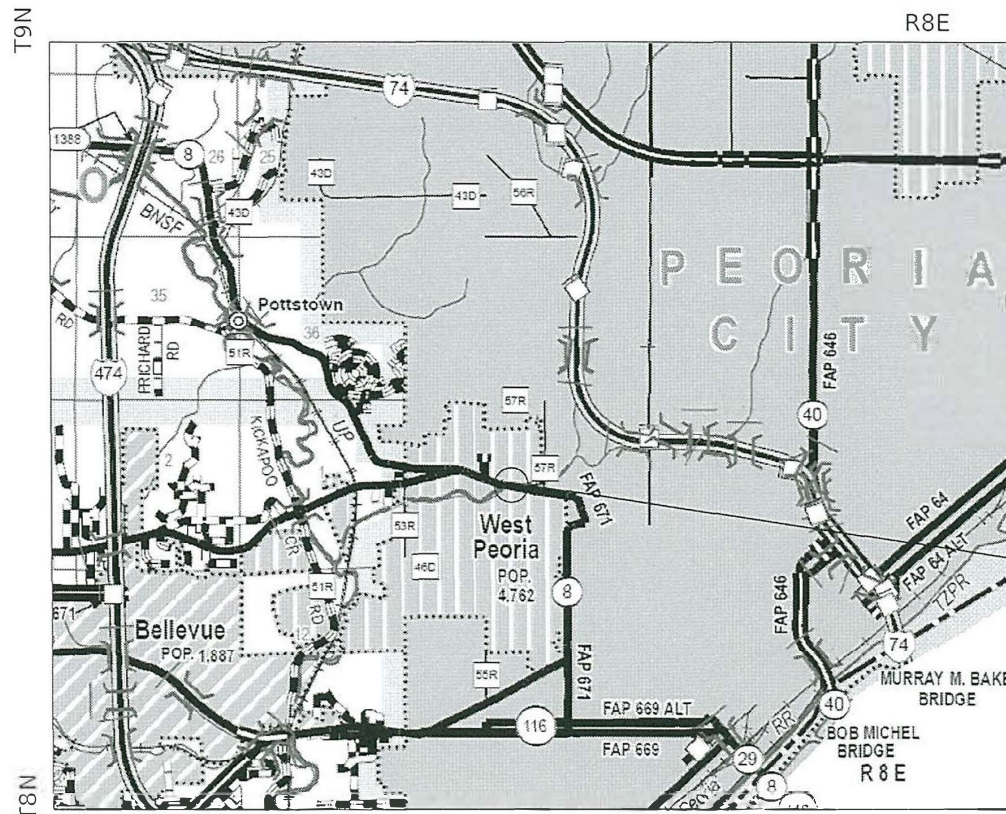 T9N
R8E
74
1388
8
26
25
43D
43D
56R
43D
BNSF
PEORIA
CITY
35
Pottstown
RD
PRICHARD
RD
36
51R
474
FAP 646
57R
40
UP
KICKAPOO
2
57R
FAP 671
53R
West
Peoria
POP.
4.762
46D
FAP 64
FAP 64 ALT
CR
51R
RD
671
8
FAP 646
TZPR
Bellevue
POP. 1,887
12
74
55R
FAP 671
MURRAY M. BAKE
BRIDGE
116
FAP 669 ALT
FAP 669
40
RR
BOB MICHEL
BRIDGE
29
R 8 E
Peoria
8
T8N